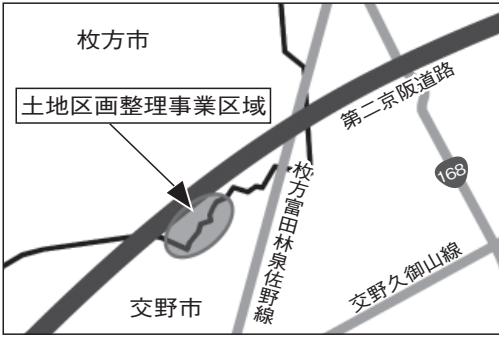 枚方市
土地区画整理事業区域
第二京阪道路
168
枚方富田林泉佐野線
交野久御山線
交野市